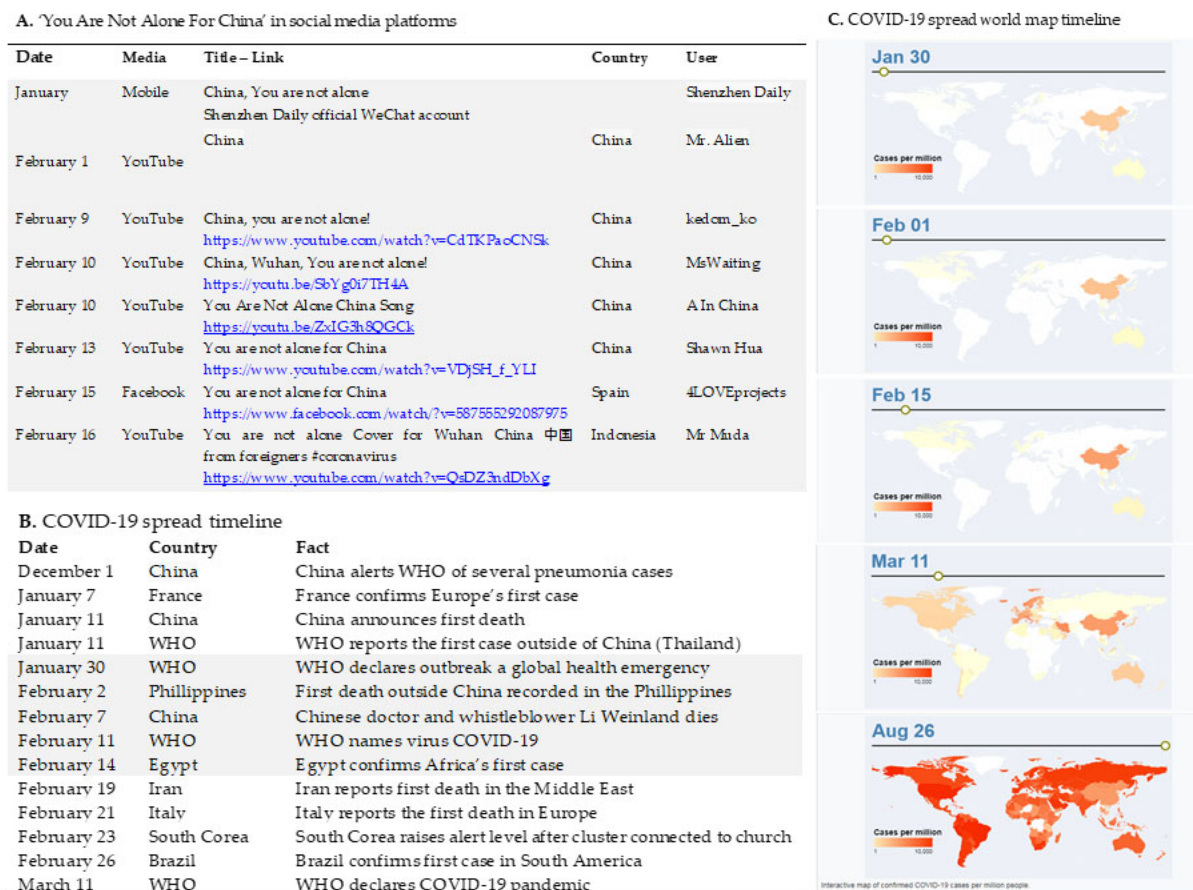 A. ‘You Are Not Alone For China’ in social media platforms
Date Media Title – Link Country User
January Mobile China, You are not alone Shenzhen Daily
Shenzhen Daily official WeChat account
China China Mr. Alien
February 1 YouTube
February 9 YouTube China, you are not alone! China kedom_ko
https://www.youtube.com/watch?v=CdTKPaoCNSk
February 10 YouTube China, Wuhan, You are not alone! China MsWaiting
https://youtu.be/SbYg0i7TH4A
February 10 YouTube You Are Not Alone China Song China A In China
https://youtu.be/ZxIG3h8QGCk
February 13 YouTube You are not alone for China China Shawn Hua
https://www.youtube.com/watch?v=VDjSH_f_YLI
February 15 Facebook You are not alone for China Spain 4LOVEprojects
https://www.facebook.com/watch/?v=587555292087975
February 16 YouTube You are not alone Cover for Wuhan China 中国 Indonesia Mr Muda
from foreigners #coronavirus
https://www.youtube.com/watch?v=QsDZ3ndDbXg
B. COVID-19 spread timeline
Date Country Fact
December 1 China China alerts WHO of several pneumonia cases
January 7 France France confirms Europe’s first case
January 11 China China announces first death
January 11 WHO WHO reports the first case outside of China (Thailand)
January 30 WHO WHO declares outbreak a global health emergency
February 2 Phillippines First death outside China recorded in the Phillippines
February 7 China Chinese doctor and whistleblower Li Weinland dies
February 11 WHO WHO names virus COVID-19
February 14 Egypt Egypt confirms Africa’s first case
February 19 Iran Iran reports first death in the Middle East
February 21 Italy Italy reports the first death in Europe
February 23 South Corea South Corea raises alert level after cluster connected to church
February 26 Brazil Brazil confirms first case in South America
March 11 WHO WHO declares COVID-19 pandemic
C. COVID-19 spread world map timeline
Jan 30
Cases per million
1 10,000
Feb 01
Cases per million
1 10,000
Feb 15
Cases per million
1 10,000
Mar 11
Cases per million
1 10,000
Aug 26
Cases per million
1 10,000
Interactive map of confirmed COVID-19 cases per million people.